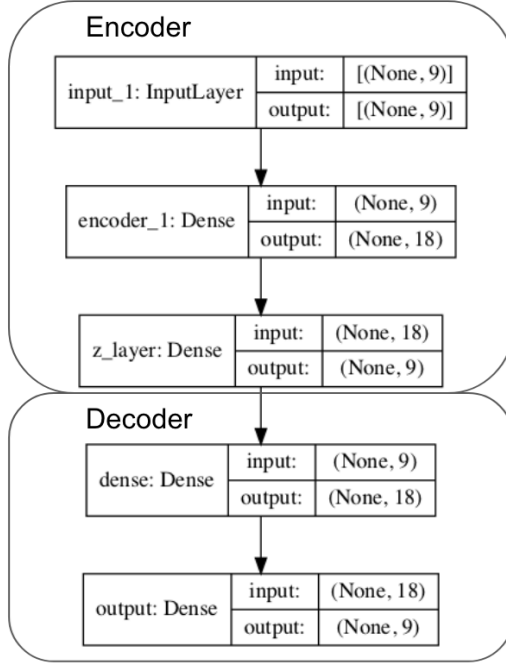 Encoder
input_1: InputLayer
input: [(None, 9)]
output: [(None, 9)]
encoder_1: Dense
input: (None, 9)
output: (None, 18)
z_layer: Dense
input: (None, 18)
output: (None, 9)
Decoder
dense: Dense
input: (None, 9)
output: (None, 18)
output: Dense
input: (None, 18)
output: (None, 9)